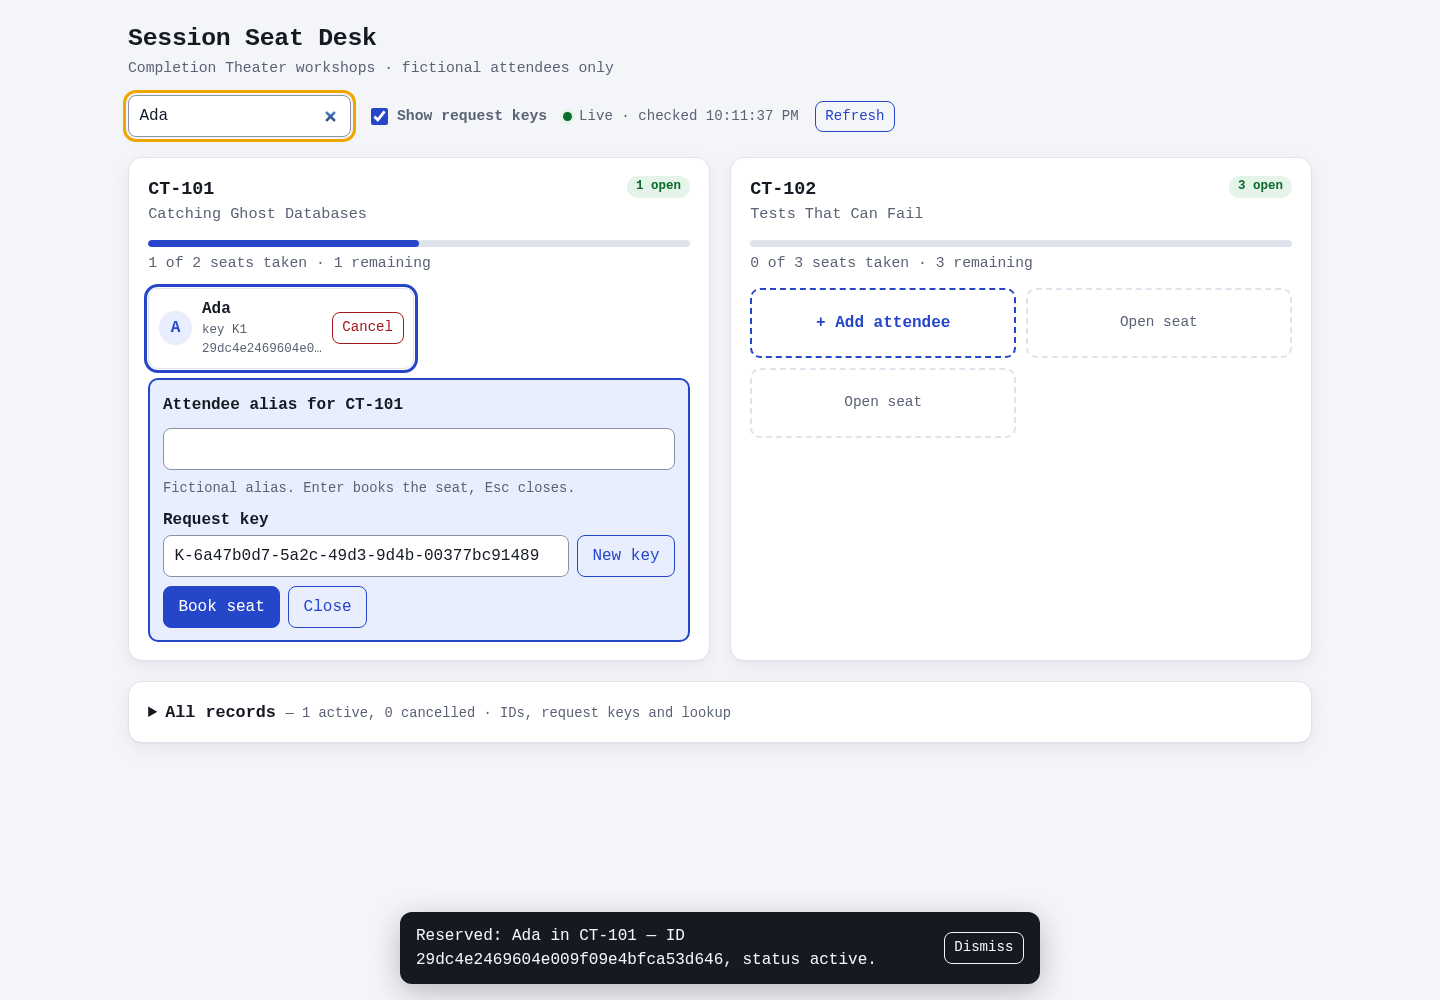 Session Seat Desk
Completion Theater workshops · fictional attendees only
Ada
Show request keys
Live · checked 10:11:37 PM
Refresh
CT-101
1 open
Catching Ghost Databases
1 of 2 seats taken · 1 remaining
A
Ada
key K1
29dc4e2469604e0…
Cancel
Attendee alias for CT-101
Fictional alias. Enter books the seat, Esc closes.
Request key
K-6a47b0d7-5a2c-49d3-9d4b-00377bc91489
New key
Book seat
Close
CT-102
3 open
Tests That Can Fail
0 of 3 seats taken · 3 remaining
+ Add attendee
Open seat
Open seat
All records — 1 active, 0 cancelled · IDs, request keys and lookup
Reserved: Ada in CT-101 — ID
29dc4e2469604e009f09e4bfca53d646, status active.
Dismiss